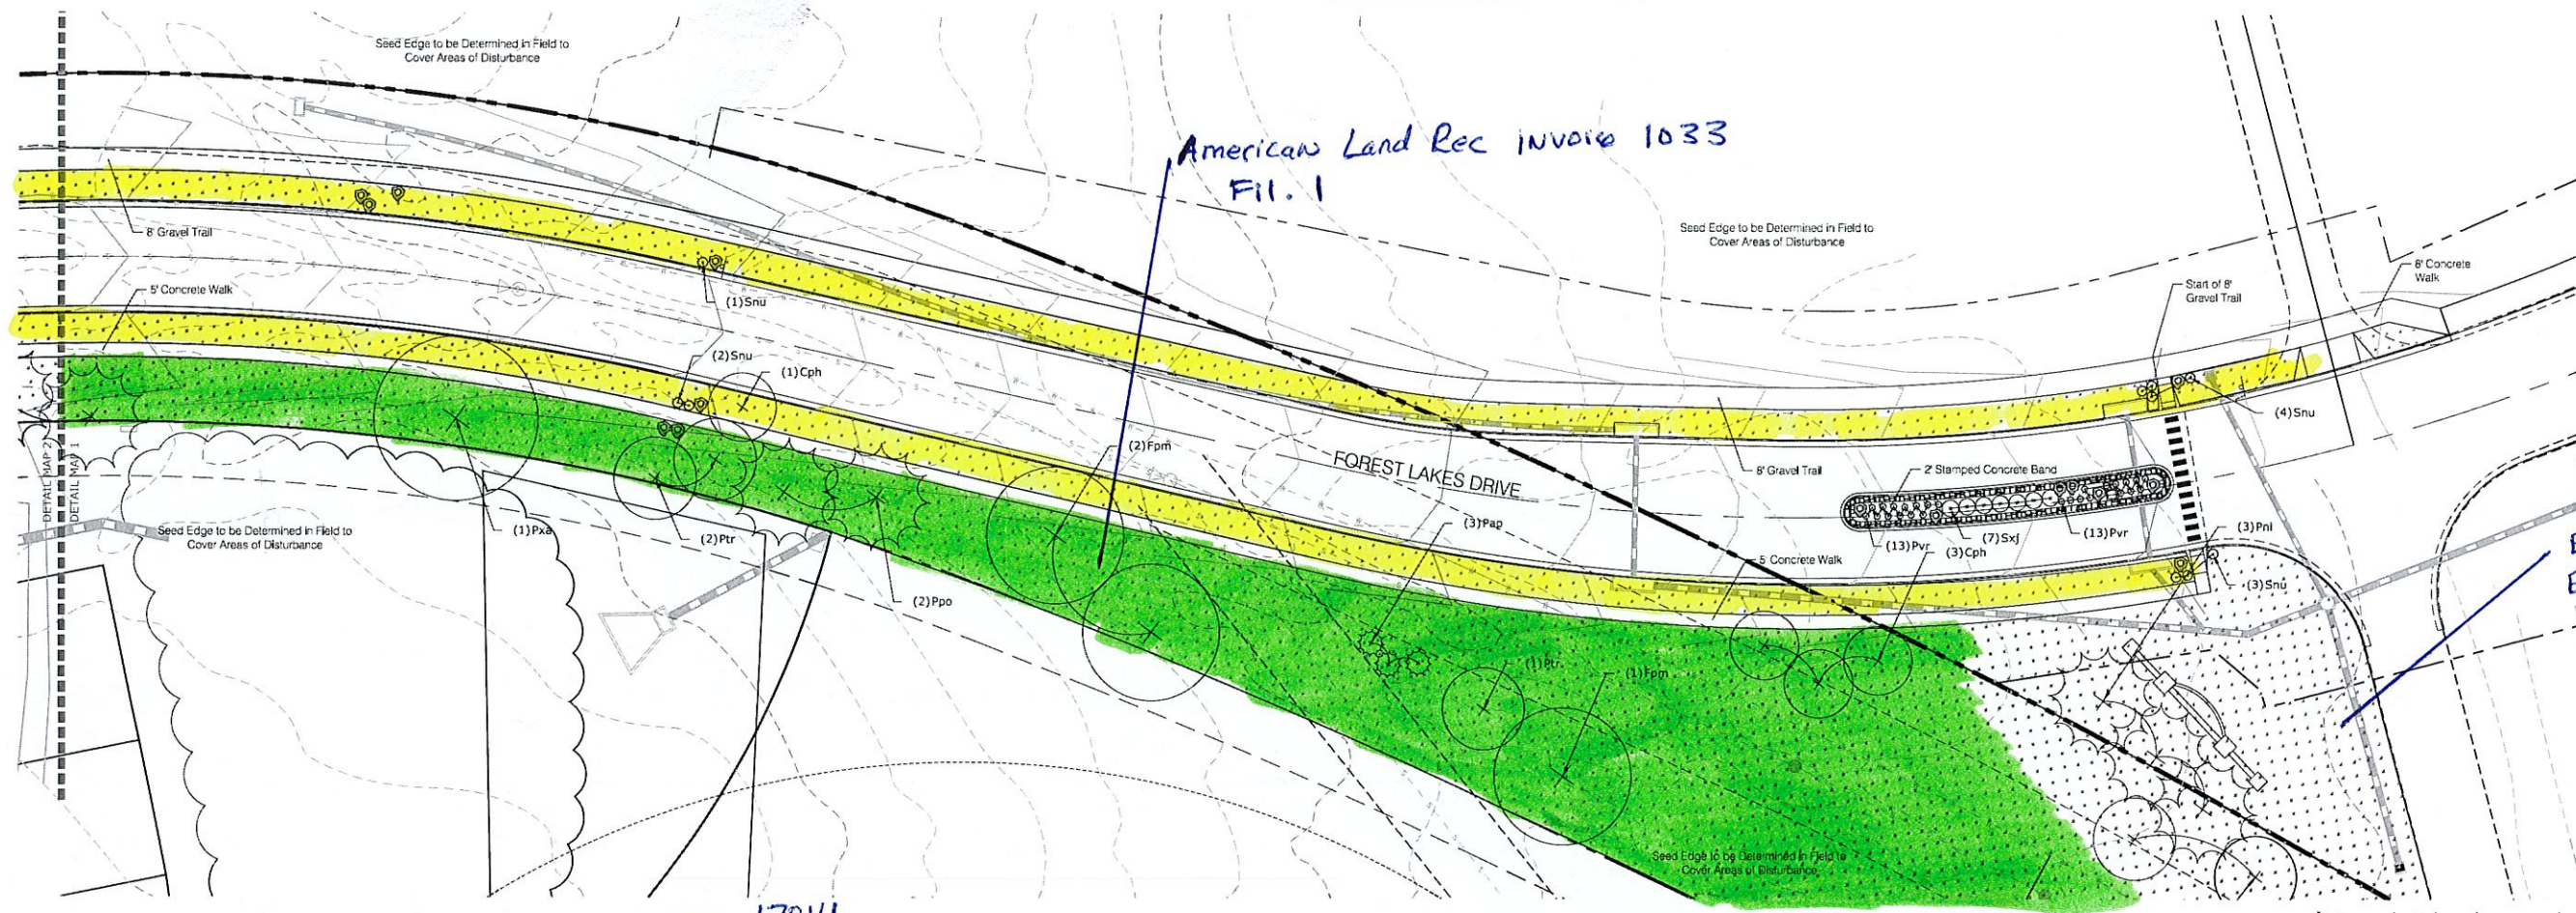 Seed Edge to be Determined in Field to
Cover Areas of Disturbance
American Land Rec invoice 1033
Fil. 1
8' Gravel Trail
Seed Edge to be Determined in Field to
Cover Areas of Disturbance
8' Concrete
Walk
Start of 8'
Gravel Trail
5' Concrete Walk
(1)Snu
(2)Snu
(1)Cph
(4)Snu
(2)Fpm
FOREST LAKES DRIVE
8' Gravel Trail
2' Stamped Concrete Band
DETAIL MAP 2
DETAIL MAP 1
Seed Edge to be Determined in Field to
Cover Areas of Disturbance
(1)Pxa
(2)Ptr
(3)Pap
(13)Pvr
(7)Sxj
(13)Pvr
(3)Pni
(3)Cph
5' Concrete Walk
(3)Snu
(2)Ppo
(1)Ptr
(1)Fpm
Seed Edge to be Determined in Field to
Cover Areas of Disturbance